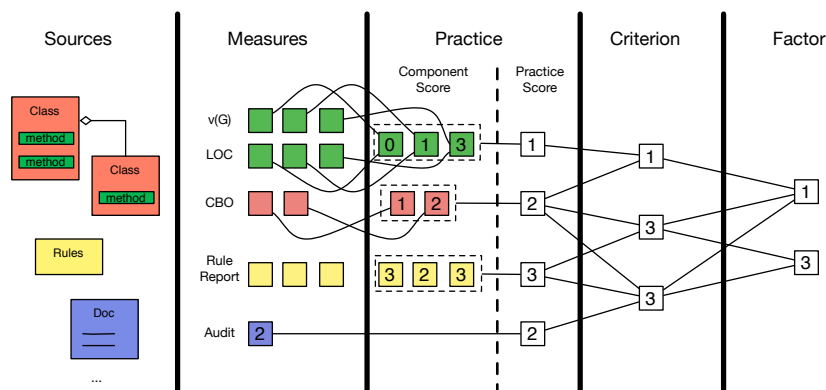 Sources
Measures
Practice
Criterion
Factor
Component
Score
Practice
Score
Class
method
method
Class
method
Rules
Doc
...
v(G)
LOC
0 1 3
1
CBO
1 2
2
Rule
Report
3 2 3
3
Audit
2
2
1
3
3
1
3